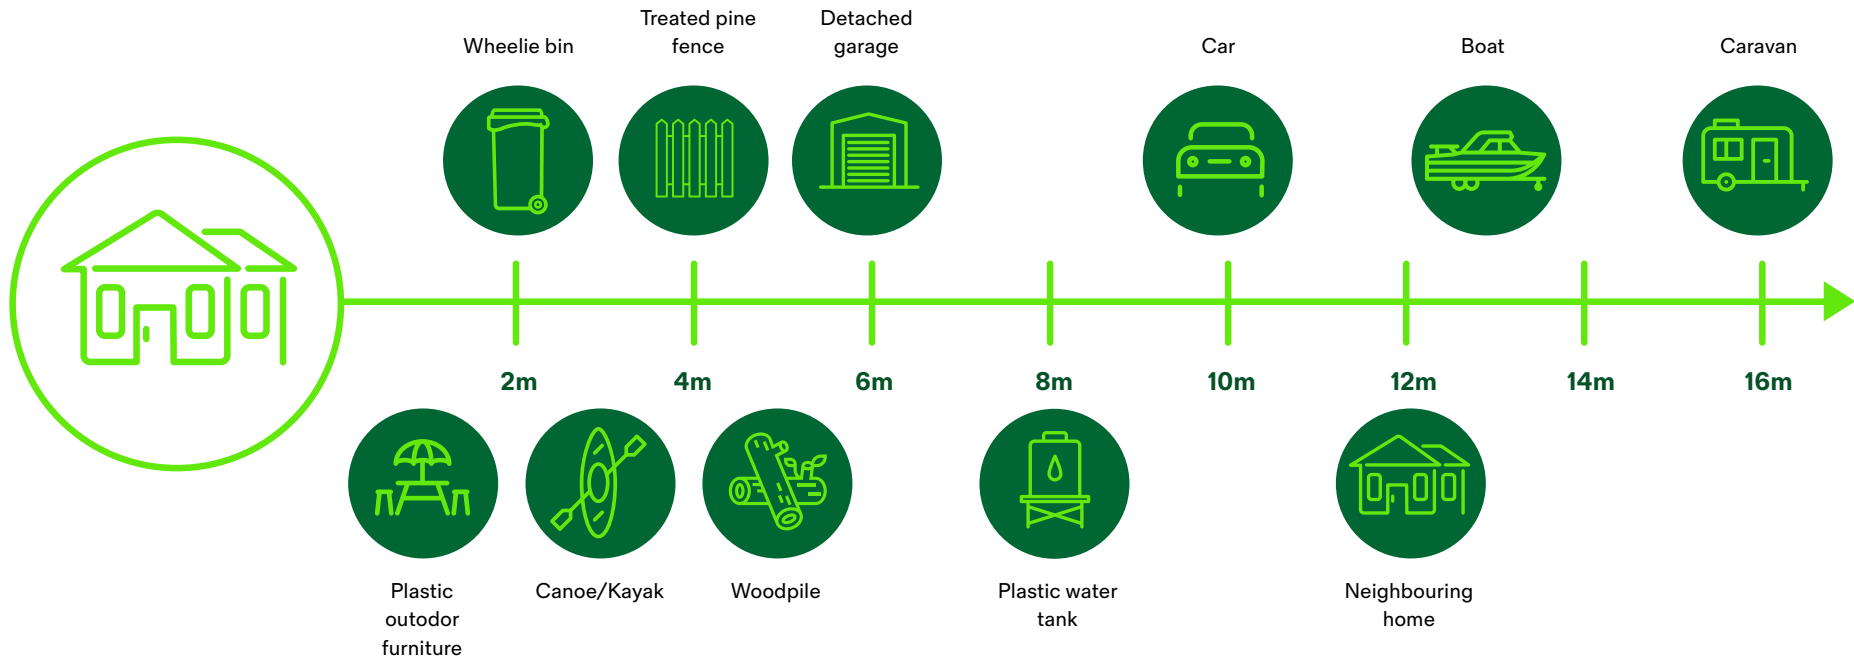 Wheelie bin
Treated pine
fence
Detached
garage
Car
Boat
Caravan
2m
4m
6m
8m
10m
12m
14m
16m
Plastic
outodor
furniture
Canoe/Kayak
Woodpile
Plastic water
tank
Neighbouring
home